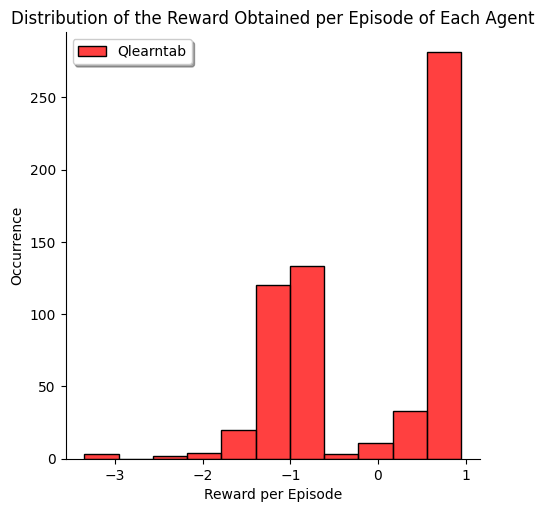 Distribution of the Reward Obtained per Episode of Each Agent
Qlearntab
250
200
150
100
50
0
Occurrence
−3
−2
−1
0
1
Reward per Episode